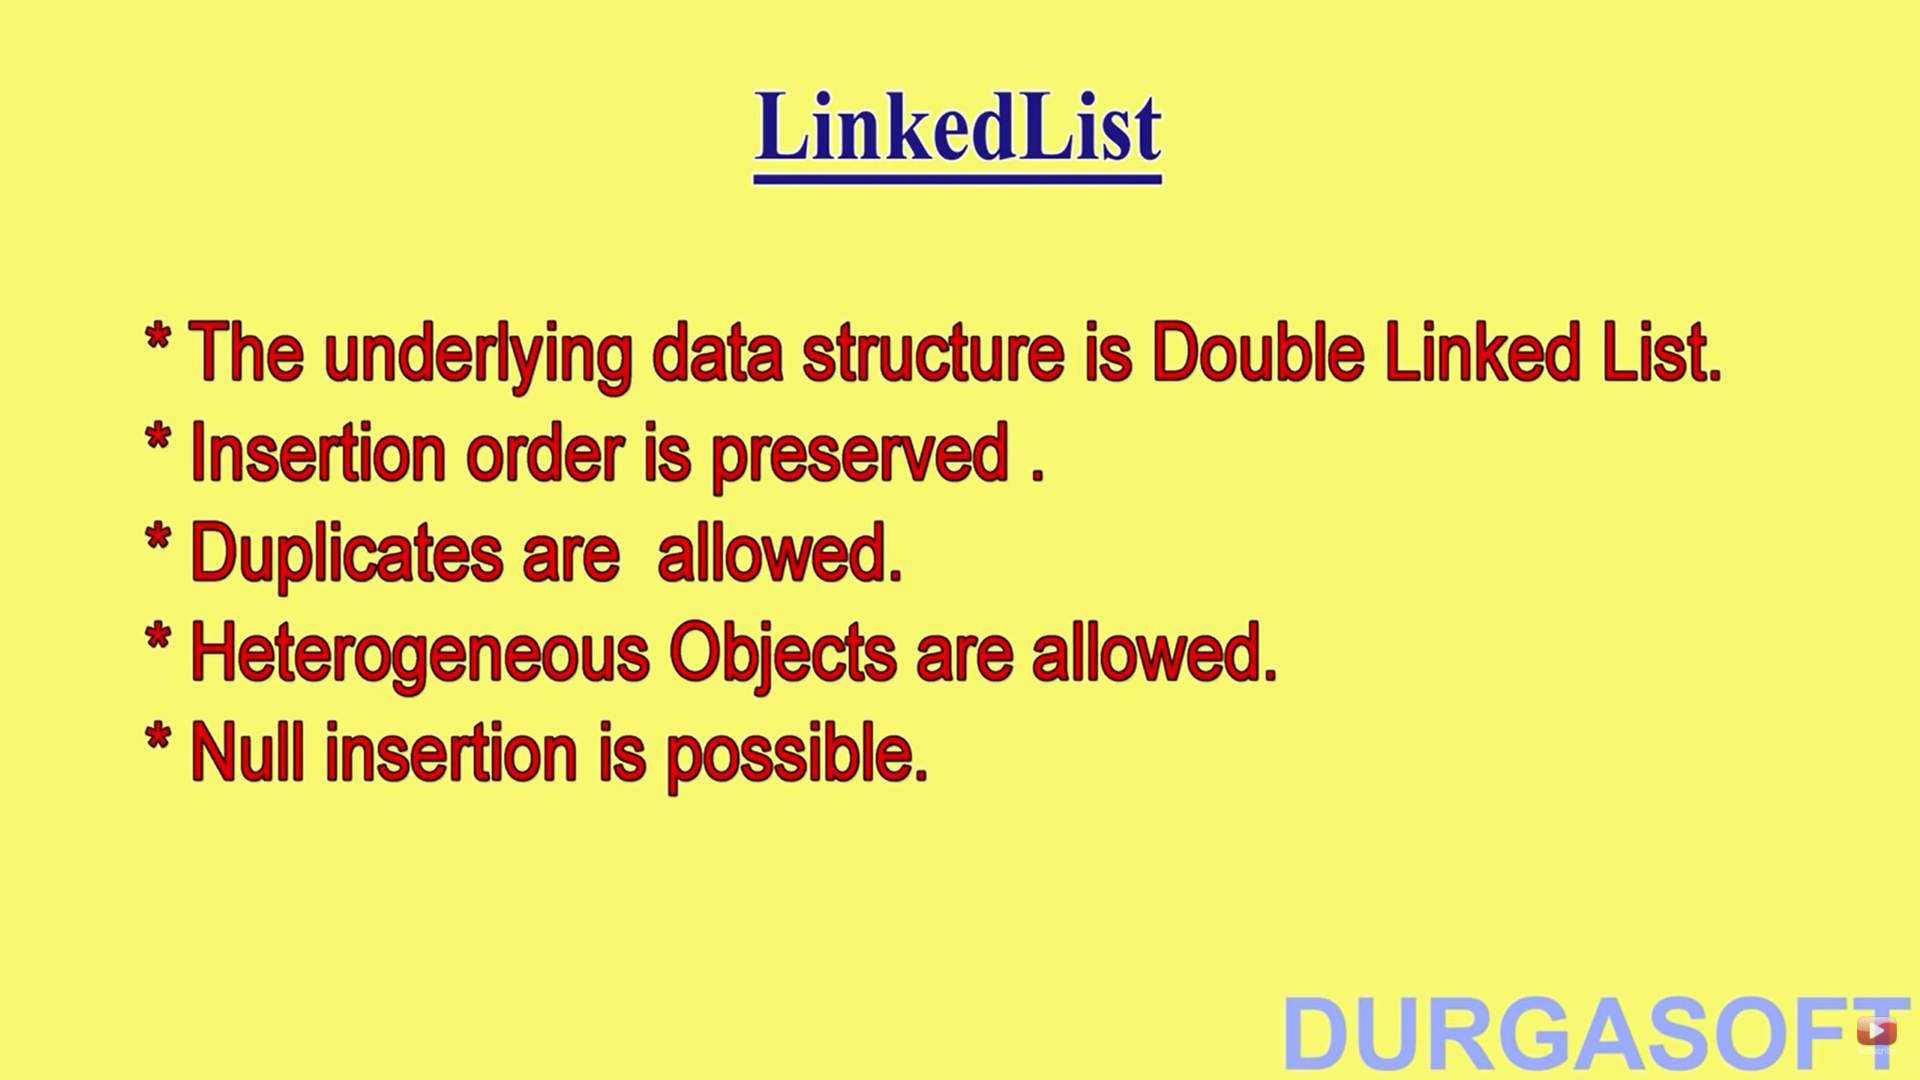 LinkedList
* The underlying data structure is Double Linked List.
* Insertion order is preserved .
* Duplicates are  allowed.
* Heterogeneous Objects are allowed.
* Null insertion is possible.
DURGASOFT